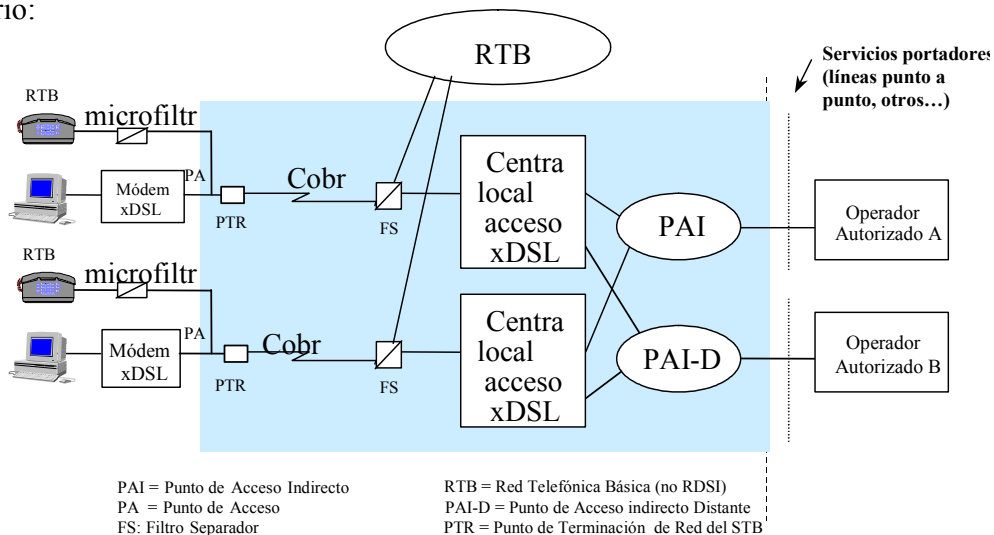 rio:
RTB
Servicios portadores
(líneas punto a
punto, otros…)
RTB
microfiltr
Módem
xDSL
PA
PTR
Cobr
FS
Centra
local
acceso
xDSL
PAI
Operador
Autorizado A
RTB
microfiltr
Módem
xDSL
PA
PTR
Cobr
FS
Centra
local
acceso
xDSL
PAI-D
Operador
Autorizado B
PAI = Punto de Acceso Indirecto
PA = Punto de Acceso
FS: Filtro Separador
RTB = Red Telefónica Básica (no RDSI)
PAI-D = Punto de Acceso indirecto Distante
PTR = Punto de Terminación de Red del STB